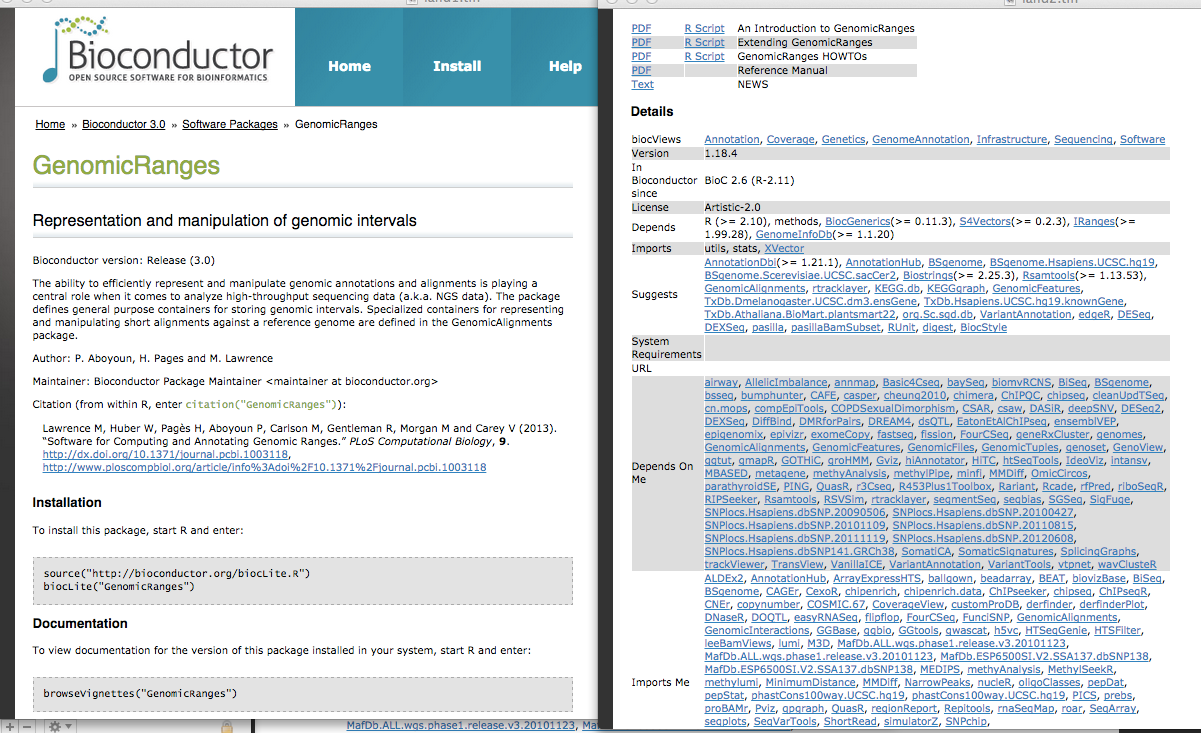 Bioconductor
OPEN SOURCE SOFTWARE FOR BIOINFORMATICS
Home
Install
Help
Home » Bioconductor 3.0 » Software Packages » GenomicRanges
GenomicRanges
Representation and manipulation of genomic intervals
Bioconductor version: Release (3.0)
The ability to efficiently represent and manipulate genomic annotations and alignments is playing a
central role when it comes to analyze high-throughput sequencing data (a.k.a. NGS data). The package
defines general purpose containers for storing genomic intervals. Specialized containers for representing
and manipulating short alignments against a reference genome are defined in the GenomicAlignments
package.
Author: P. Aboyoun, H. Pages and M. Lawrence
Maintainer: Bioconductor Package Maintainer <maintainer at bioconductor.org>
Citation (from within R, enter citation("GenomicRanges")):
Lawrence M, Huber W, Pagès H, Aboyoun P, Carlson M, Gentleman R, Morgan M and Carey V (2013).
“Software for Computing and Annotating Genomic Ranges.” PLoS Computational Biology, 9.
http://dx.doi.org/10.1371/journal.pcbi.1003118,
http://www.ploscompbiol.org/article/info%3Adoi%2F10.1371%2Fjournal.pcbi.1003118
Installation
To install this package, start R and enter:
source("http://bioconductor.org/biocLite.R")
biocLite("GenomicRanges")
Documentation
To view documentation for the version of this package installed in your system, start R and enter:
browseVignettes("GenomicRanges")
MafDb.ALL.wgs.phase1.release.v3.20101123,
PDF R Script An Introduction to GenomicRanges
PDF R Script Extending GenomicRanges
PDF R Script GenomicRanges HOWTOs
PDF Reference Manual
Text NEWS
Details
biocViews Annotation, Coverage, Genetics, GenomeAnnotation, Infrastructure, Sequencing, Software
Version 1.18.4
In
Bioconductor BioC 2.6 (R-2.11)
since
License Artistic-2.0
Depends R (>= 2.10), methods, BiocGenerics(>= 0.11.3), S4Vectors(>= 0.2.3), IRanges(>=
1.99.28), GenomeInfoDb(>= 1.1.20)
Imports utils, stats, XVector
Suggests AnnotationDbi(>= 1.21.1), AnnotationHub, BSgenome, BSgenome.Hsapiens.UCSC.hg19,
BSgenome.Scerevisiae.UCSC.sacCer2, Biostrings(>= 2.25.3), Rsamtools(>= 1.13.53),
GenomicAlignments, rtracklayer, KEGG.db, KEGGgraph, GenomicFeatures,
TxDb.Dmelanogaster.UCSC.dm3.ensGene, TxDb.Hsapiens.UCSC.hg19.knownGene,
TxDb.Athaliana.BioMart.plantsmart22, org.Sc.sgd.db, VariantAnnotation, edgeR, DESeq,
DEXSeq, pasilla, pasillaBamSubset, RUnit, digest, BiocStyle
System
Requirements
URL
Depends On Me airway, AllelicImbalance, annmap, Basic4Cseq, baySeq, biomvRCNS, BiSeq, BSgenome,
bsseq, bumphunter, CAFE, casper, cheung2010, chimera, ChIPQC, chipseq, cleanUpdTSeq,
cn.mops, compEpiTools, COPDSexualDimorphism, CSAR, csaw, DASiR, deepSNV, DESeq2,
DEXSeq, DiffBind, DMRforPairs, DREAM4, dsQTL, EatonEtAlChIPseq, ensemblVEP,
epigenomix, epivizr, exomeCopy, fastseg, fission, FourCSeq, geneRxCluster, genomes,
GenomicAlignments, GenomicFeatures, GenomicFiles, GenomicTuples, genoset, GenoView,
ggtut, gmapR, GOTHiC, groHMM, Gviz, hiAnnotator, HiTC, htSeqTools, IdeoViz, intansv,
MBASED, metagene, methyAnalysis, methylPipe, minfi, MMDiff, OmicCircos,
parathyroidSE, PING, QuasR, r3Cseq, R453Plus1Toolbox, Rariant, Rcade, rfPred, riboSeqR,
RIPSeeker, Rsamtools, RSVSim, rtracklayer, segmentSeq, seqbias, SGSeq, SigFuge,
SNPlocs.Hsapiens.dbSNP.20090506, SNPlocs.Hsapiens.dbSNP.20100427,
SNPlocs.Hsapiens.dbSNP.20101109, SNPlocs.Hsapiens.dbSNP.20110815,
SNPlocs.Hsapiens.dbSNP.20111119, SNPlocs.Hsapiens.dbSNP.20120608,
SNPlocs.Hsapiens.dbSNP141.GRCh38, SomatiCA, SomaticSignatures, SplicingGraphs,
trackViewer, TransView, VanillaICE, VariantAnnotation, VariantTools, vtpnet, wavClusteR
Imports Me ALDEx2, AnnotationHub, ArrayExpressHTS, ballgown, beadarray, BEAT, biovizBase, BiSeq,
BSgenome, CAGEr, CexoR, chipenrich, chipenrich.data, ChIPseeker, chipseq, ChIPseqR,
CNEr, copynumber, COSMIC.67, CoverageView, customProDB, derfinder, derfinderPlot,
DNaseR, DOQTL, easyRNASeq, flipflop, FourCSeq, FunciSNP, GenomicAlignments,
GenomicInteractions, GGBase, ggbio, GGtools, gwascat, h5vc, HTSeqGenie, HTSFilter,
leeBamViews, lumi, M3D, MafDb.ALL.wgs.phase1.release.v3.20101123,
MafDb.ALL.wgs.phase1.release.v3.20101123, MafDb.ESP6500SI.V2.SSA137.dbSNP138,
MafDb.ESP6500SI.V2.SSA137.dbSNP138, MEDIPS, methyAnalysis, MethylSeekR,
methylumi, MinimumDistance, MMDiff, NarrowPeaks, nucleR, oligoClasses, pepDat,
pepStat, phastCons100way.UCSC.hg19, phastCons100way.UCSC.hg19, PICS, prebs,
proBAMr, Pviz, qpgraph, QuasR, regionReport, Repitools, rnaSeqMap, roar, SeqArray,
seqplots, SeqVarTools, ShortRead, simulatorZ, SNPchip,